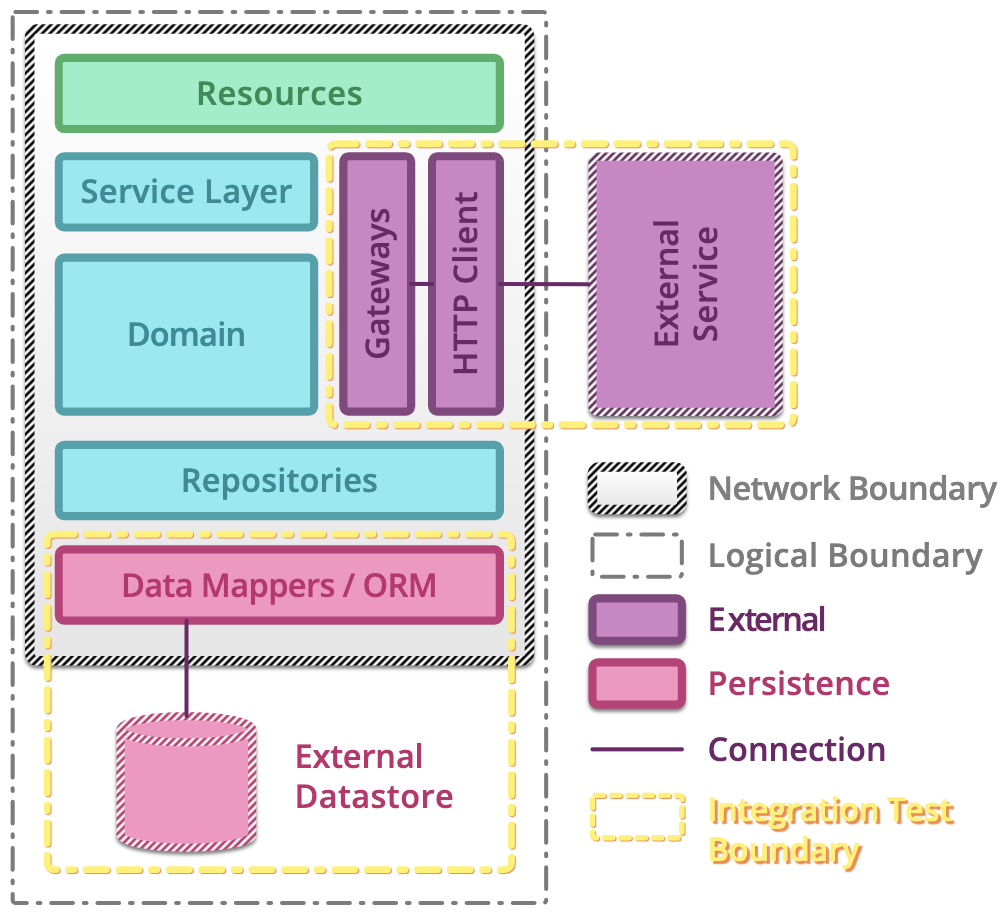 Resources
Service Layer
Gateways
HTTP Client
External
Service
Domain
Repositories
Data Mappers / ORM
External
Datastore
Network Boundary
Logical Boundary
External
Persistence
Connection
Integration Test
Boundary